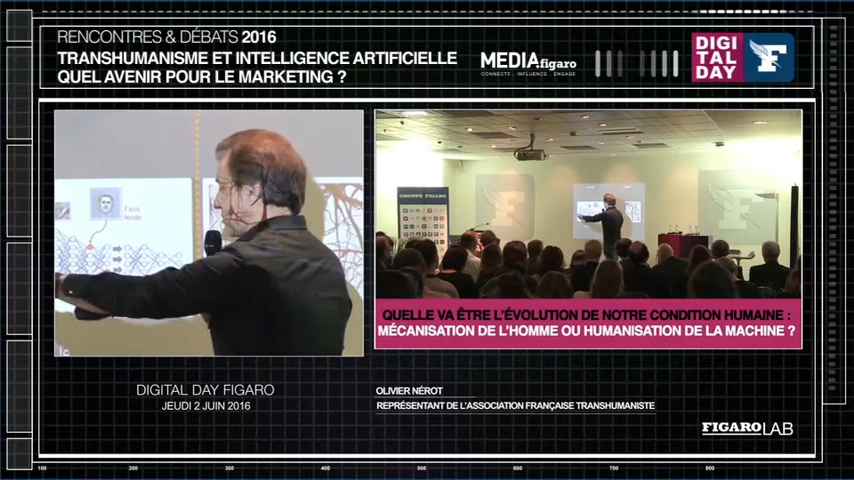 RENCONTRES & DÉBATS 2016
TRANSHUMANISME ET INTELLIGENCE ARTIFICIELLE
QUEL AVENIR POUR LE MARKETING ?
MEDIAfigaro
CONNECTE . INFLUENCE . ENGAGE
DIGI
TAL
DAY
F
Face
Node
GROUPE FIGARO
QUELLE VA ÊTRE L'ÉVOLUTION DE NOTRE CONDITION HUMAINE :
MÉCANISATION DE L'HOMME OU HUMANISATION DE LA MACHINE ?
DIGITAL DAY FIGARO
JEUDI 2 JUIN 2016
OLIVIER NÉROT
REPRÉSENTANT DE L'ASSOCIATION FRANÇAISE TRANSHUMANISTE
FIGAROLAB
100 200 300 400 500 600 700 800